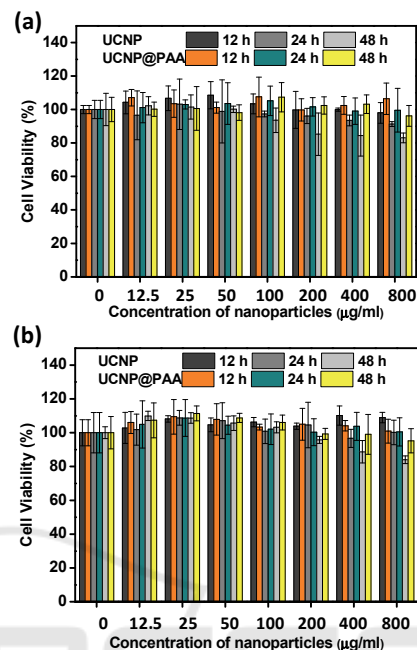 (a)
140
120
100
80
60
40
20
0
Cell Viability (%)
UCNP 12 h 24 h 48 h
UCNP@PAA 12 h 24 h 48 h
0 12.5 25 50 100 200 400 800
Concentration of nanoparticles (μg/ml)
(b)
140
120
100
80
60
40
20
0
Cell Viability (%)
UCNP 12 h 24 h 48 h
UCNP@PAA 12 h 24 h 48 h
0 12.5 25 50 100 200 400 800
Concentration of nanoparticles (μg/ml)